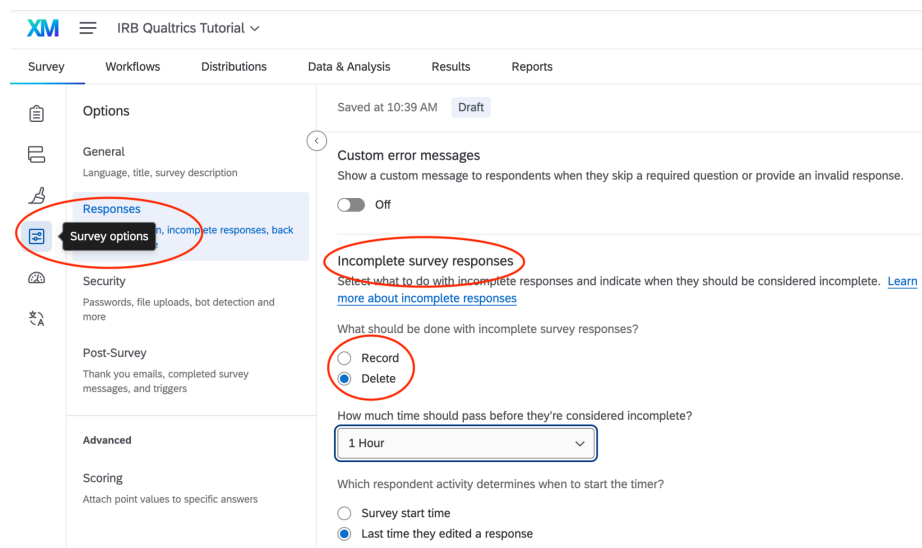 XM IRB Qualtrics Tutorial
Survey Workflows Distributions Data & Analysis Results Reports
Options
General
Language, title, survey description
Responses
n, incomplete responses, back
Survey options
Security
Passwords, file uploads, bot detection and
more
Post-Survey
Thank you emails, completed survey
messages, and triggers
Advanced
Scoring
Attach point values to specific answers
Saved at 10:39 AM Draft
Custom error messages
Show a custom message to respondents when they skip a required question or provide an invalid response.
Off
Incomplete survey responses
Select what to do with incomplete responses and indicate when they should be considered incomplete. Learn
more about incomplete responses
What should be done with incomplete survey responses?
Record
Delete
How much time should pass before they're considered incomplete?
1 Hour
Which respondent activity determines when to start the timer?
Survey start time
Last time they edited a response